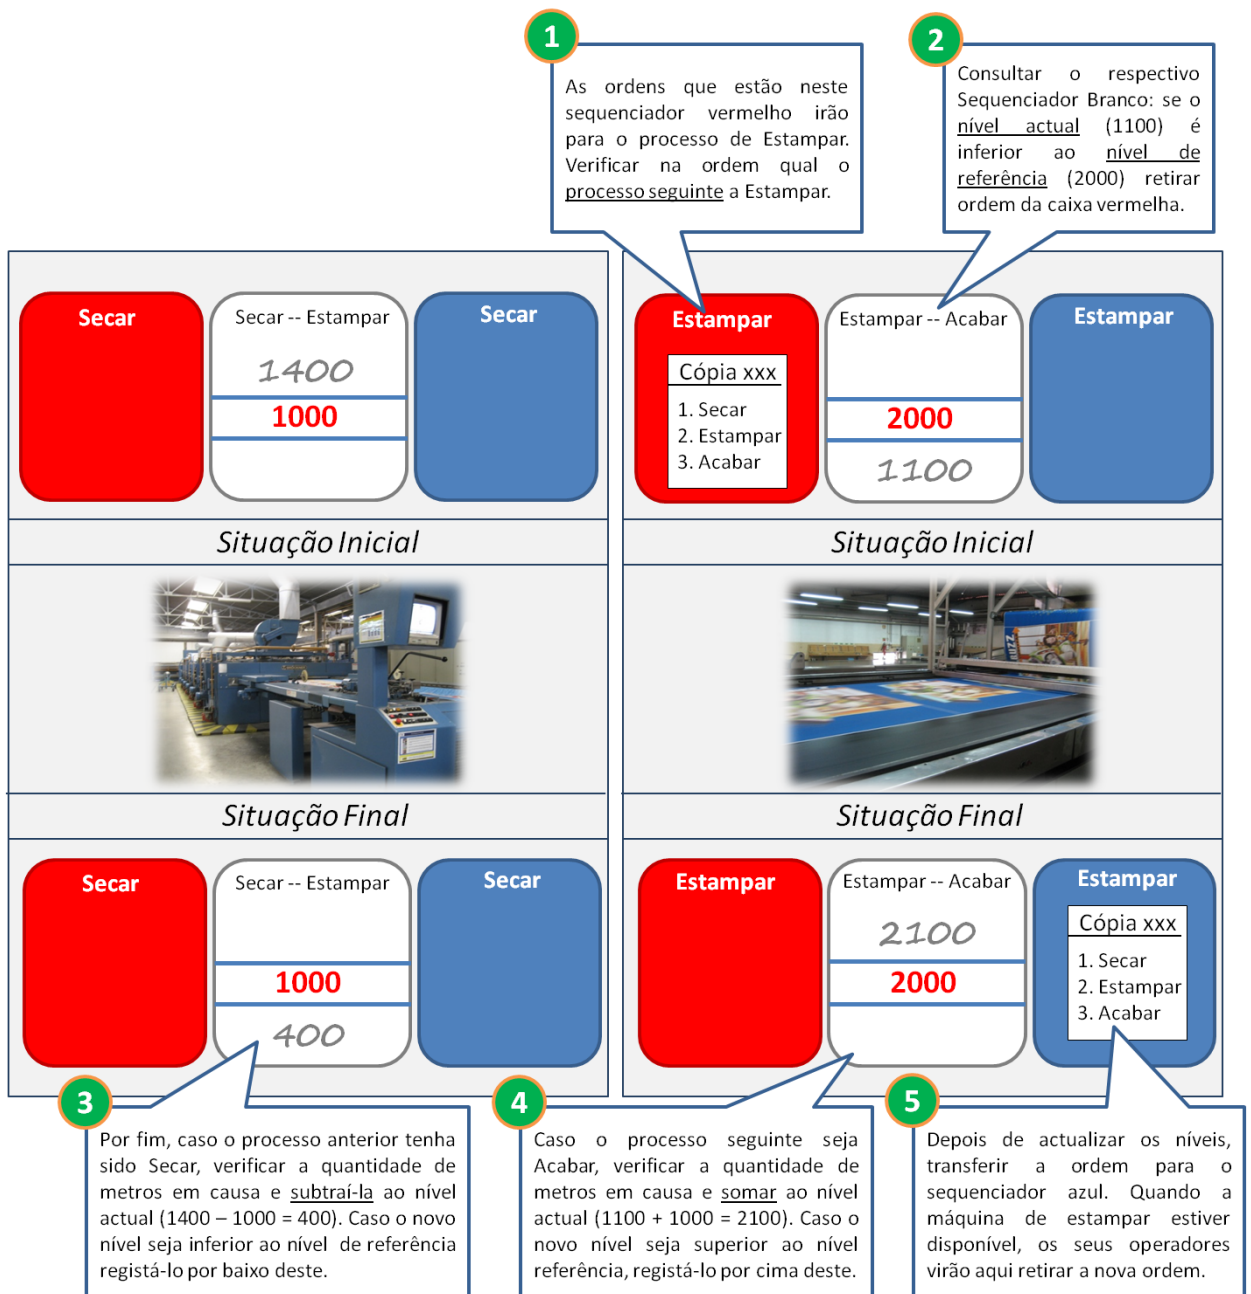 1
As ordens que estão neste
sequenciador vermelho irão
para o processo de Estampar.
Verificar na ordem qual o
processo seguinte a Estampar.
2
Consultar o respectivo
Sequenciador Branco: se o
nível actual (1100) é
inferior ao nível de
referência (2000) retirar
ordem da caixa vermelha.
Secar
Secar -- Estampar
1400
1000
Secar
Estampar
Cópia xxx
1. Secar
2. Estampar
3. Acabar
Estampar -- Acabar
2000
1100
Estampar
Situação Inicial
Situação Inicial
BUZZ
Situação Final
Situação Final
Secar
Secar -- Estampar
1000
400
Secar
Estampar
Estampar -- Acabar
2100
2000
Estampar
Cópia xxx
1. Secar
2. Estampar
3. Acabar
3
Por fim, caso o processo anterior tenha
sido Secar, verificar a quantidade de
metros em causa e subtraí-la ao nível
actual (1400 – 1000 = 400). Caso o novo
nível seja inferior ao nível de referência
registá-lo por baixo deste.
4
Caso o processo seguinte seja
Acabar, verificar a quantidade de
metros em causa e somar ao nível
actual (1100 + 1000 = 2100). Caso o
novo nível seja superior ao nível
referência, registá-lo por cima deste.
5
Depois de actualizar os níveis,
transferir a ordem para o
sequenciador azul. Quando a
máquina de estampar estiver
disponível, os seus operadores
virão aqui retirar a nova ordem.